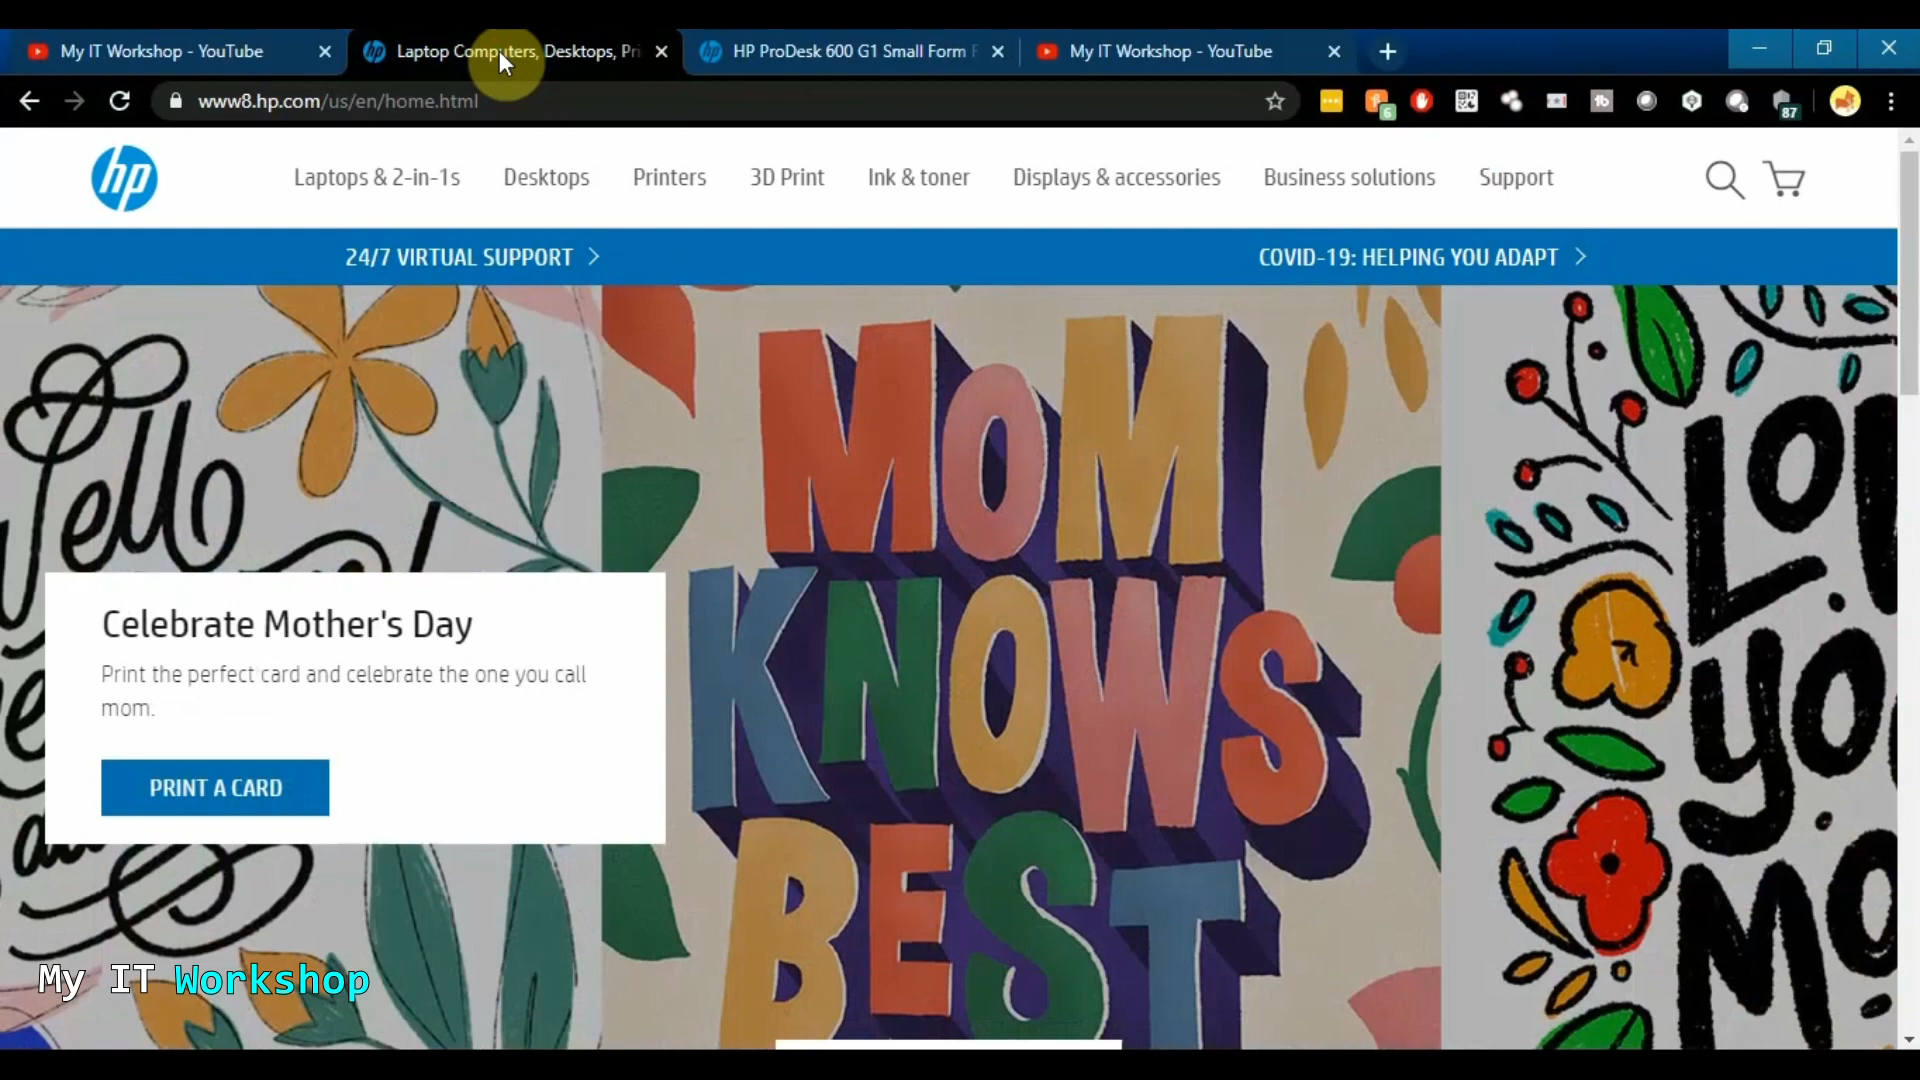 My IT Workshop - YouTube
Laptop Computers, Desktops, Pri
HP ProDesk 600 G1 Small Form F
My IT Workshop - YouTube
www8.hp.com/us/en/home.html
6
87
hp
Laptops & 2-in-1s
Desktops
Printers
3D Print
Ink & toner
Displays & accessories
Business solutions
Support
24/7 VIRTUAL SUPPORT
COVID-19: HELPING YOU ADAPT
MOM
KNOWS
BEST
Celebrate Mother's Day
Print the perfect card and celebrate the one you call
mom.
PRINT A CARD
My IT Workshop